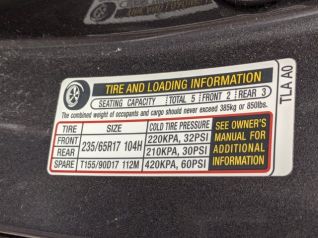 TIRE AND LOADING INFORMATION
SEATING CAPACITY TOTAL 5 FRONT 2 REAR 3
The combined weight of occupants and cargo should never exceed 385kg or 850lbs.
TIRE SIZE COLD TIRE PRESSURE
FRONT 235/65R17 104H 220KPA, 32PSI
REAR 210KPA, 30PSI
SPARE T155/90D17 112M 420KPA, 60PSI
SEE OWNER'S
MANUAL FOR
ADDITIONAL
INFORMATION
TLA A0